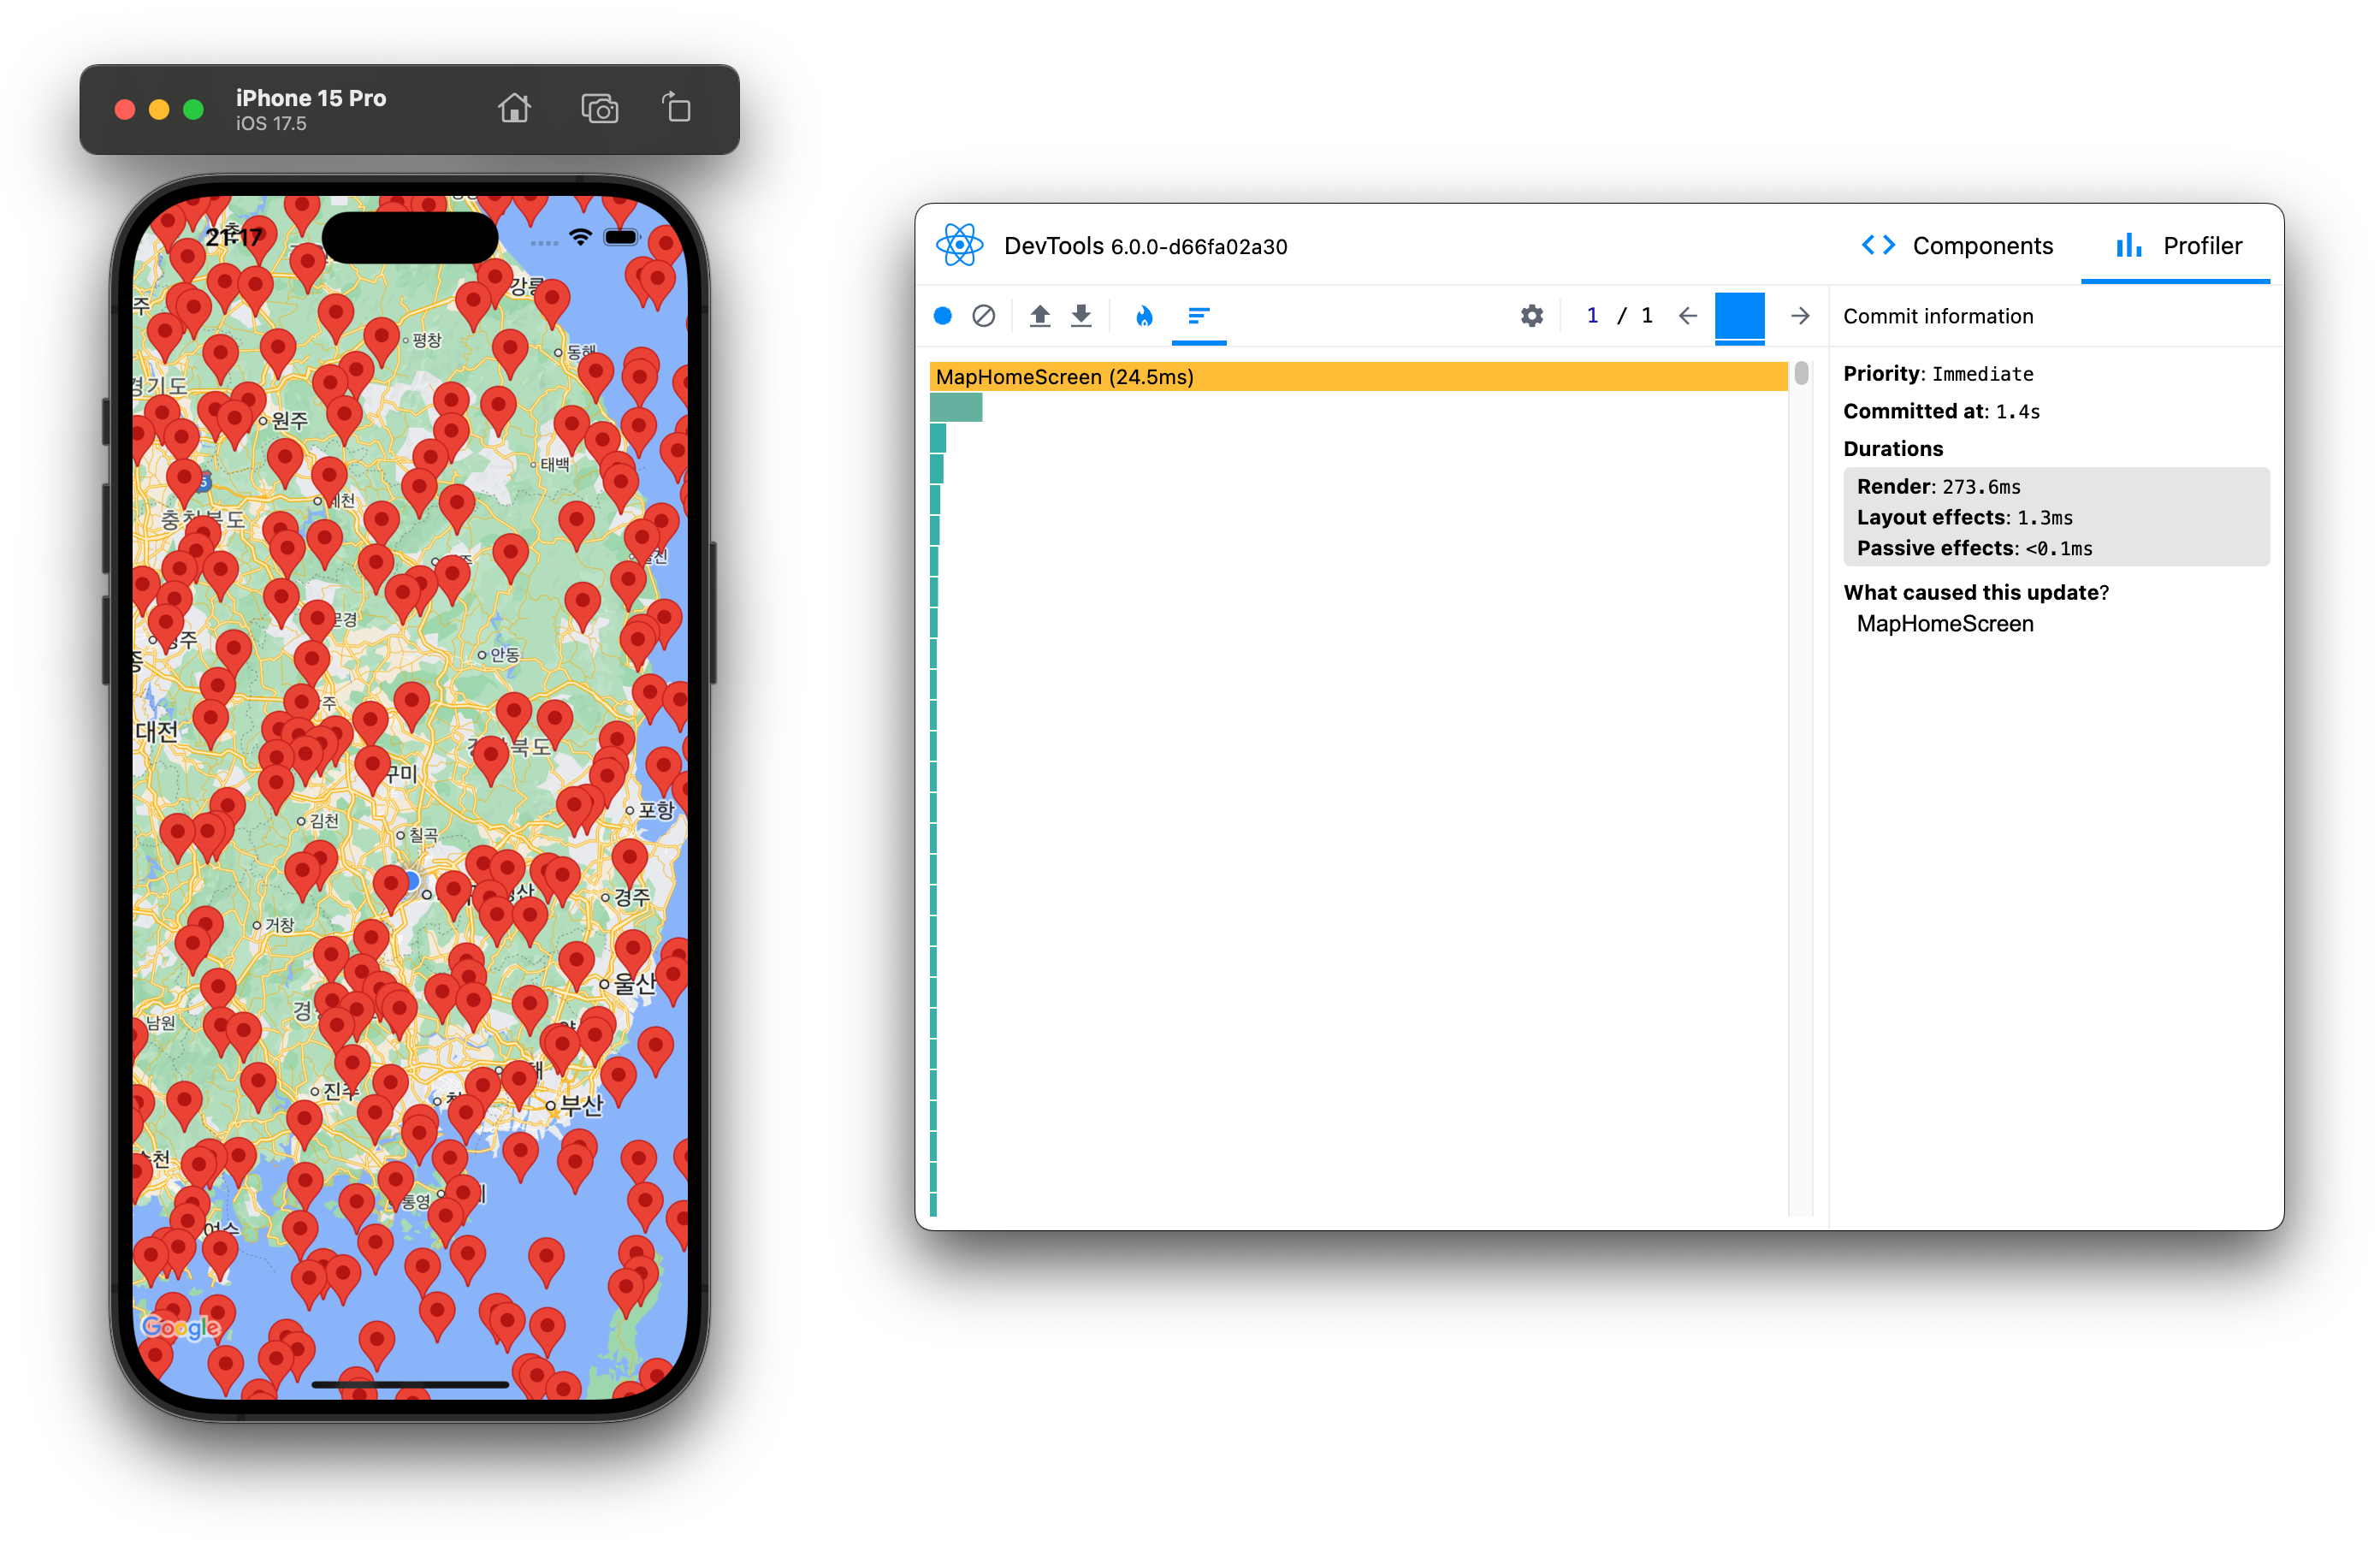 iPhone 15 Pro
iOS 17.5
21:17
강릉
주
평창
동해
경기도
원주
태백
제천
충청북도
문경
안동
대전
구미
포항
김천
칠곡
경주
거창
울산
남원
진주
부산
통영
여수
Google
DevTools 6.0.0-d66fa02a30
Components
Profiler
1 / 1
Commit information
MapHomeScreen (24.5ms)
Priority: Immediate
Committed at: 1.4s
Durations
Render: 273.6ms
Layout effects: 1.3ms
Passive effects: <0.1ms
What caused this update?
MapHomeScreen